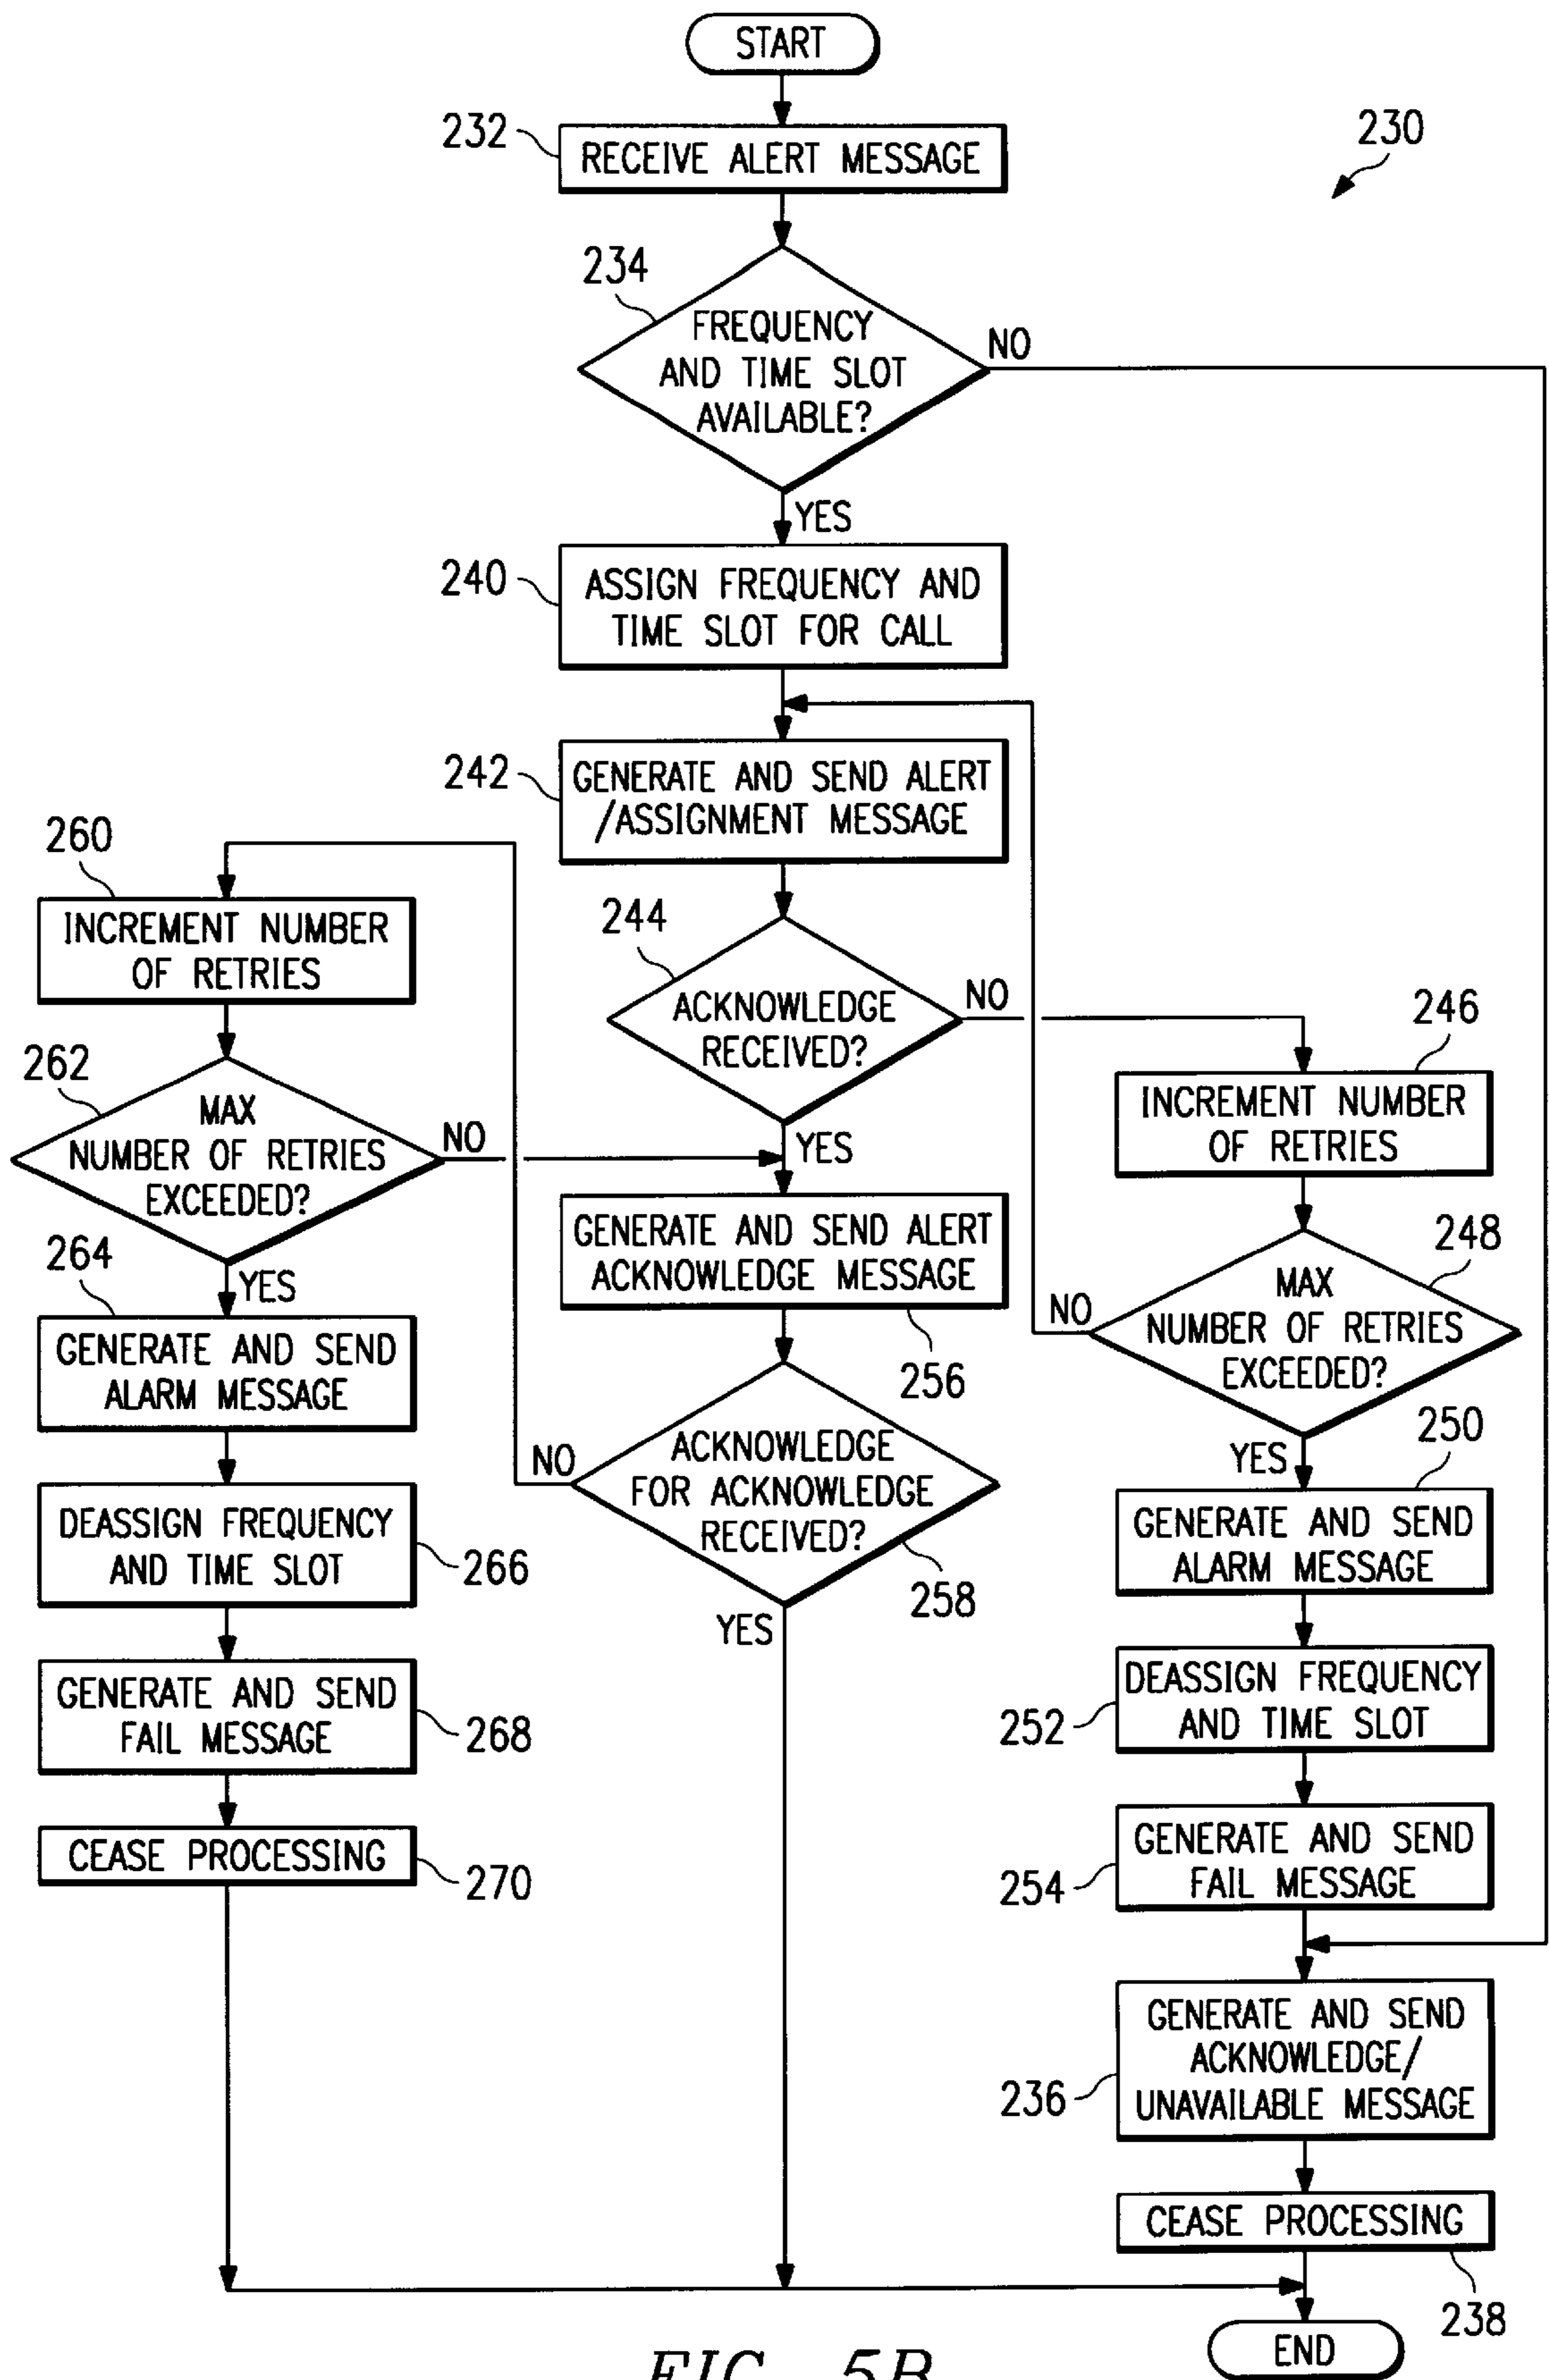 START
232
RECEIVE ALERT MESSAGE
230
234
FREQUENCY
AND TIME SLOT
AVAILABLE?
NO
YES
240
ASSIGN FREQUENCY AND
TIME SLOT FOR CALL
242
GENERATE AND SEND ALERT
/ASSIGNMENT MESSAGE
260
INCREMENT NUMBER
OF RETRIES
244
ACKNOWLEDGE
RECEIVED?
NO
YES
246
INCREMENT NUMBER
OF RETRIES
262
MAX
NUMBER OF RETRIES
EXCEEDED?
NO
YES
GENERATE AND SEND ALERT
ACKNOWLEDGE MESSAGE
256
248
MAX
NUMBER OF RETRIES
EXCEEDED?
NO
YES
264
GENERATE AND SEND
ALARM MESSAGE
ACKNOWLEDGE
FOR ACKNOWLEDGE
RECEIVED?
NO
258
YES
250
GENERATE AND SEND
ALARM MESSAGE
DEASSIGN FREQUENCY
AND TIME SLOT
266
252
DEASSIGN FREQUENCY
AND TIME SLOT
GENERATE AND SEND
FAIL MESSAGE
268
254
GENERATE AND SEND
FAIL MESSAGE
CEASE PROCESSING
270
236
GENERATE AND SEND
ACKNOWLEDGE/
UNAVAILABLE MESSAGE
CEASE PROCESSING
238
END
FIG. 5B